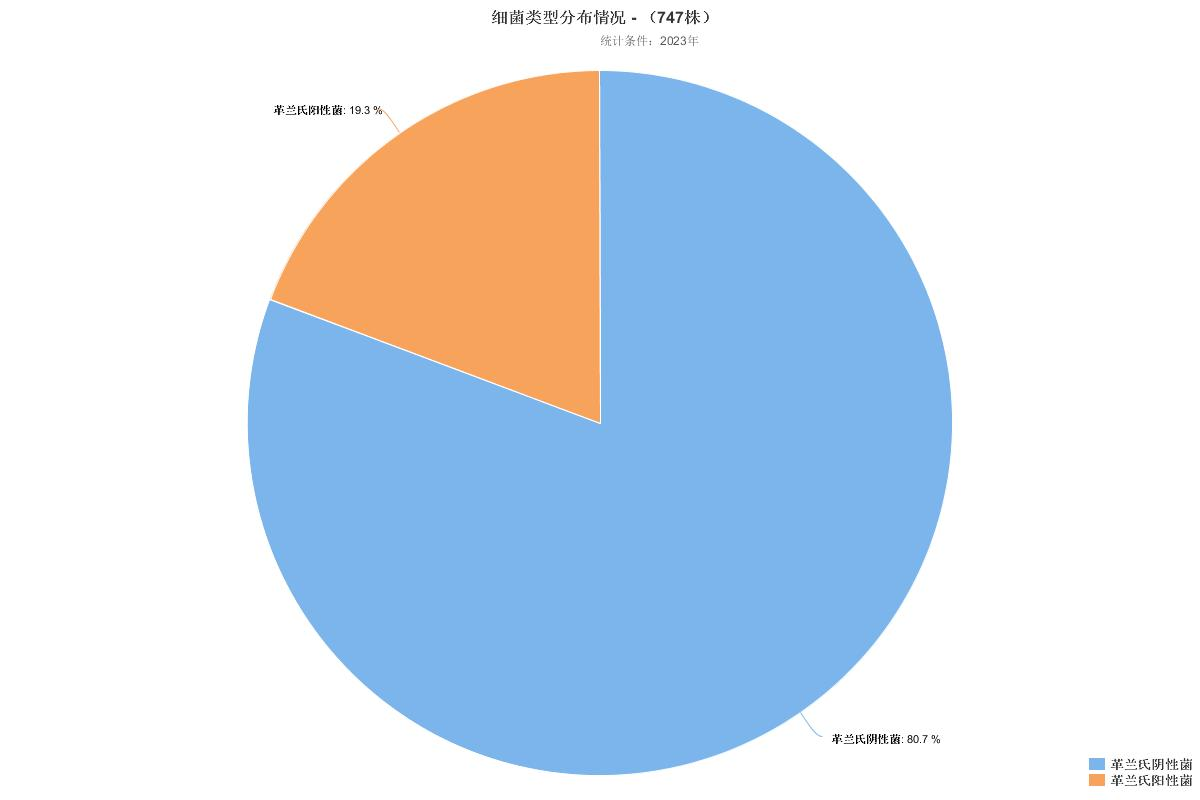 细菌类型分布情况 - （747株）
统计条件：2023年
革兰氏阳性菌: 19.3 %
革兰氏阴性菌: 80.7 %
革兰氏阴性菌
革兰氏阳性菌